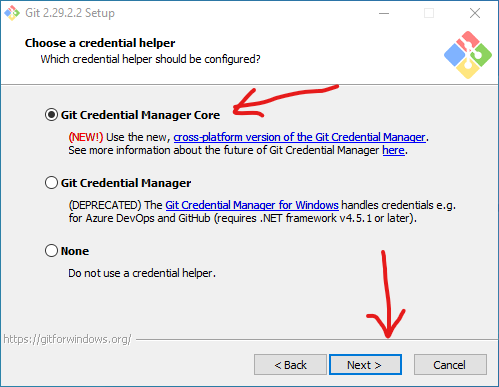 Git 2.29.2.2 Setup
Choose a credential helper
Which credential helper should be configured?
Git Credential Manager Core
(NEW!) Use the new, cross-platform version of the Git Credential Manager.
See more information about the future of Git Credential Manager here.
Git Credential Manager
(DEPRECATED) The Git Credential Manager for Windows handles credentials e.g.
for Azure DevOps and GitHub (requires .NET framework v4.5.1 or later).
None
Do not use a credential helper.
https://gitforwindows.org/
< Back
Next >
Cancel